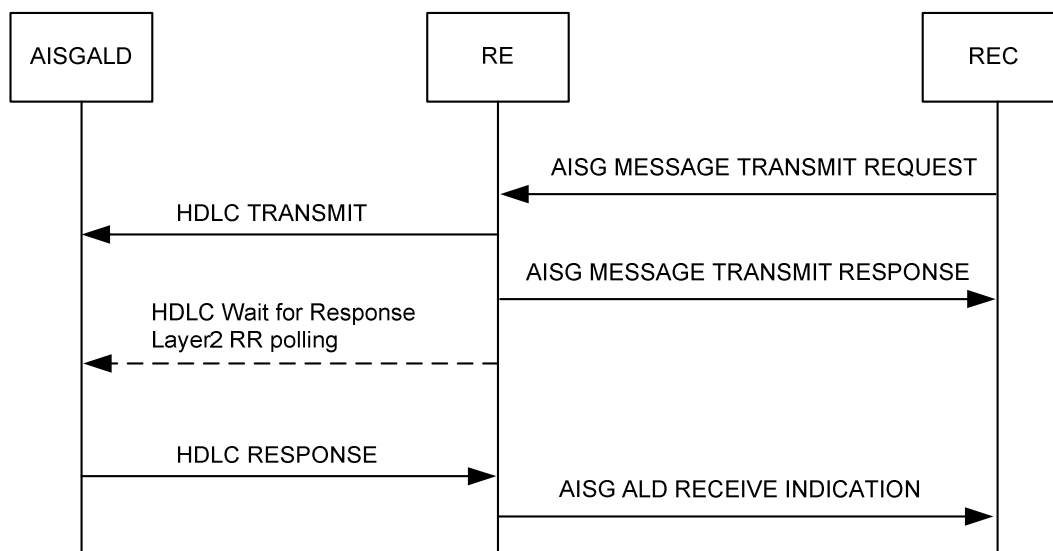 AISGALD
RE
REC
AISG MESSAGE TRANSMIT REQUEST
HDLC TRANSMIT
AISG MESSAGE TRANSMIT RESPONSE
HDLC Wait for Response
Layer2 RR polling
HDLC RESPONSE
AISG ALD RECEIVE INDICATION